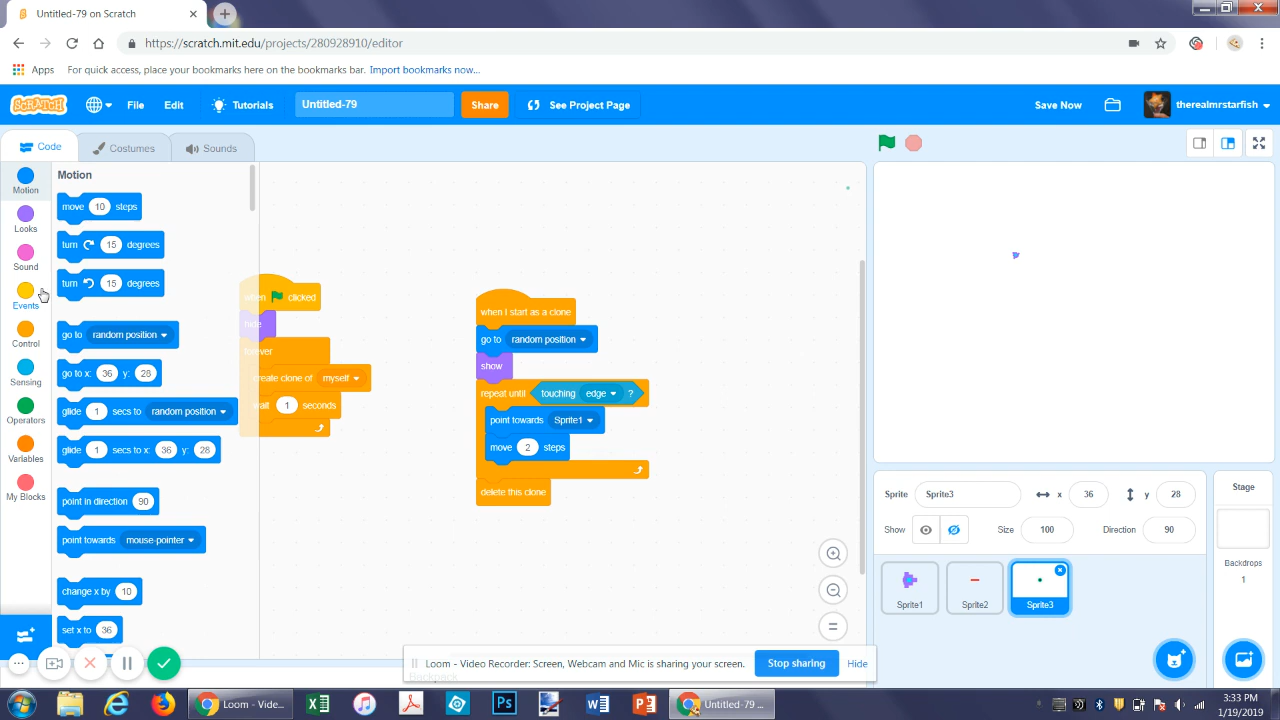 Untitled-79 on Scratch
https://scratch.mit.edu/projects/280928910/editor
Apps For quick access, place your bookmarks here on the bookmarks bar. Import bookmarks now...
SCRATCH File Edit Tutorials Untitled-79 Share See Project Page Save Now therealmrstarfish
Code Costumes Sounds
Motion
Looks
Sound
Events
Control
Sensing
Operators
Variables
My Blocks
Motion
move 10 steps
turn 15 degrees
turn 15 degrees
go to random position
go to x: 36 y: 28
glide 1 secs to random position
glide 1 secs to x: 36 y: 28
point in direction 90
point towards mouse-pointer
change x by 10
set x to 36
when clicked
hide
forever
create clone of myself
wait 1 seconds
when I start as a clone
go to random position
show
repeat until touching edge ?
point towards Sprite1
move 2 steps
delete this clone
Sprite Sprite3 x 36 y 28
Show Size 100 Direction 90
Sprite1 Sprite2 Sprite3
Stage
Backdrops
1
Loom - Video Recorder: Screen, Webcam and Mic is sharing your screen. Stop sharing Hide
Backpack
Loom - Vide... Ps Untitled-79 ... 3:33 PM
1/19/2019